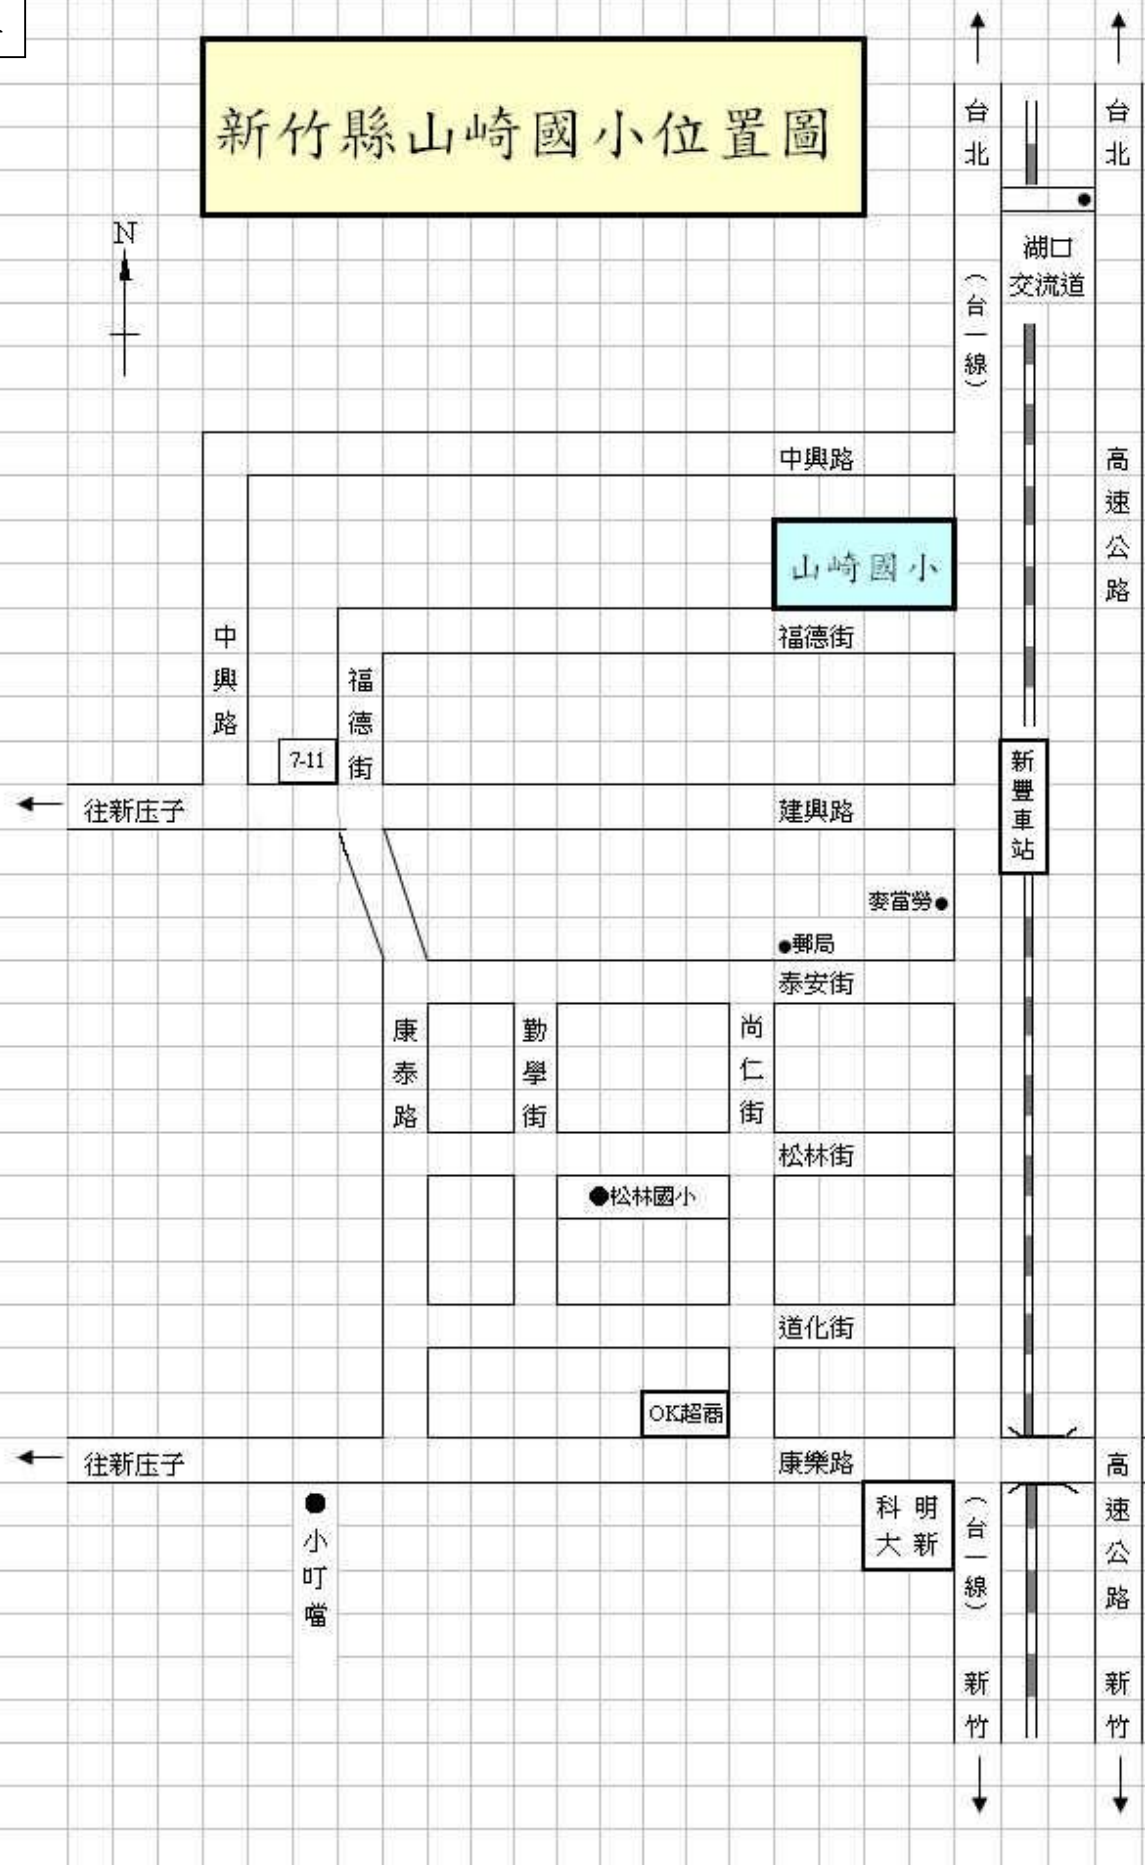 新竹縣山崎國小位置圖
N
台北
台北
湖口
交流道
(台一線)
高速公路
中興路
山崎國小
福德街
中興路
福德街
7-11
往新庄子
建興路
新豐車站
麥當勞
郵局
泰安街
康泰路
勤學街
尚仁街
松林街
松林國小
道化街
OK超商
往新庄子
康樂路
高速公路
小叮噹
科 明
大 新
(台一線)
新竹
新竹